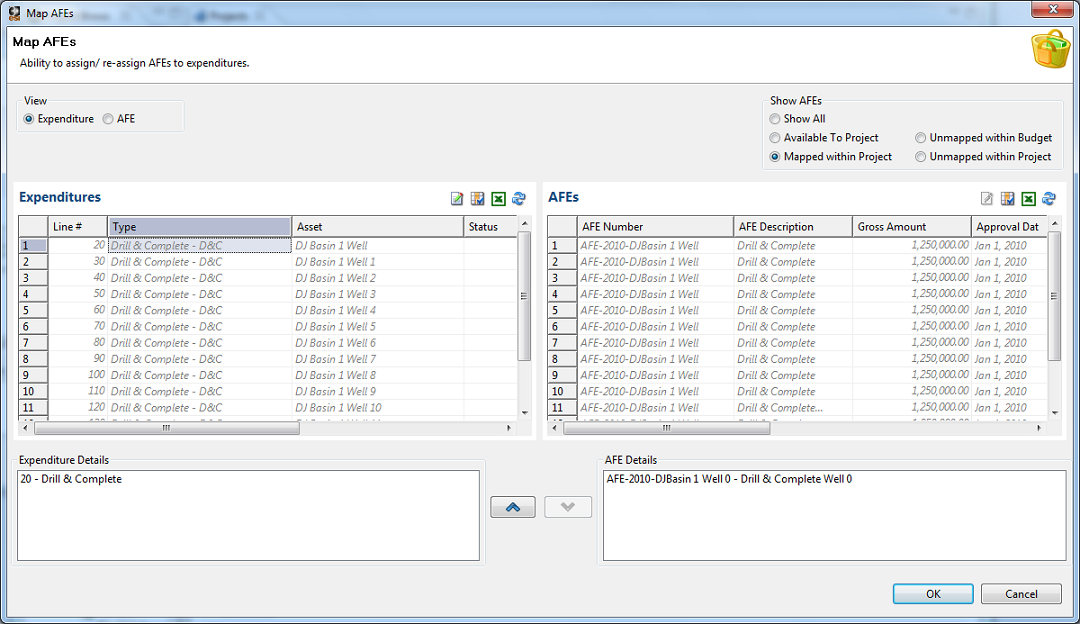 Map AFEs
Projects
Map AFEs
Ability to assign/ re-assign AFEs to expenditures.
View
Expenditure AFE
Show AFEs
Show All
Available To Project Unmapped within Budget
Mapped within Project Unmapped within Project
Expenditures
Line # Type Asset Status
1 20 Drill & Complete - D&C DJ Basin 1 Well
2 30 Drill & Complete - D&C DJ Basin 1 Well 1
3 40 Drill & Complete - D&C DJ Basin 1 Well 2
4 50 Drill & Complete - D&C DJ Basin 1 Well 3
5 60 Drill & Complete - D&C DJ Basin 1 Well 4
6 70 Drill & Complete - D&C DJ Basin 1 Well 5
7 80 Drill & Complete - D&C DJ Basin 1 Well 6
8 90 Drill & Complete - D&C DJ Basin 1 Well 7
9 100 Drill & Complete - D&C DJ Basin 1 Well 8
10 110 Drill & Complete - D&C DJ Basin 1 Well 9
11 120 Drill & Complete - D&C DJ Basin 1 Well 10
AFEs
AFE Number AFE Description Gross Amount Approval Dat
1 AFE-2010-DJBasin 1 Well Drill & Complete 1,250,000.00 Jan 1, 2010
2 AFE-2010-DJBasin 1 Well Drill & Complete 1,250,000.00 Jan 1, 2010
3 AFE-2010-DJBasin 1 Well Drill & Complete 1,250,000.00 Jan 1, 2010
4 AFE-2010-DJBasin 1 Well Drill & Complete 1,250,000.00 Jan 1, 2010
5 AFE-2010-DJBasin 1 Well Drill & Complete 1,250,000.00 Jan 1, 2010
6 AFE-2010-DJBasin 1 Well Drill & Complete 1,250,000.00 Jan 1, 2010
7 AFE-2010-DJBasin 1 Well Drill & Complete 1,250,000.00 Jan 1, 2010
8 AFE-2010-DJBasin 1 Well Drill & Complete 1,250,000.00 Jan 1, 2010
9 AFE-2010-DJBasin 1 Well Drill & Complete 1,250,000.00 Jan 1, 2010
10 AFE-2010-DJBasin 1 Well Drill & Complete 1,250,000.00 Jan 1, 2010
11 AFE-2010-DJBasin 1 Well Drill & Complete... 1,250,000.00 Jan 1, 2010
Expenditure Details
20 - Drill & Complete
AFE Details
AFE-2010-DJBasin 1 Well 0 - Drill & Complete Well 0
OK Cancel